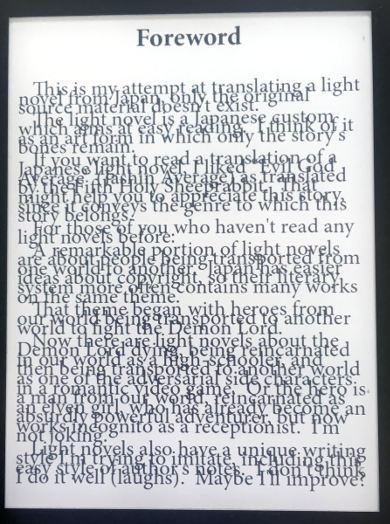 Foreword
This is my attempt at translating a light
novel from Japan, only the original
source material doesn't exist.
The light novel is a Japanese custom
which aims at easy reading. I think of it
as an art form in which only the story's
bones remain.
If you want to read a translation of a
Japanese light novel, try "Evil God
Average" as translated
by the Fifth Holy Sheeprabbit. That
might help you to appreciate this story,
since it conveys the genre to which this
story belongs.
For those of you who haven't read any
light novels before:
A remarkable portion of light novels
are about people being transported from
one world to another. Japan has easier
ideas about copyright, so their literary
system more often contains many works
on the same theme.
That theme began with heroes from
our world being transported to another
world to fight the Demon Lord.
Now there are light novels about the
Demon Lord dying, being reincarnated
in our world as a high-schooler, and
then being transported to another world
as one of the adversarial side characters
in a romantic video game. Or the hero is
a man from our world, reincarnated as
an elven girl, who has already become an
absurdly powerful adventurer, but now
works incognito as a receptionist. I'm
not joking.
Light novels also have a unique writing
style I'm trying to imitate, including the
easy style of author's notes. I don't think
I do it well (laughs). Maybe I'll improve?